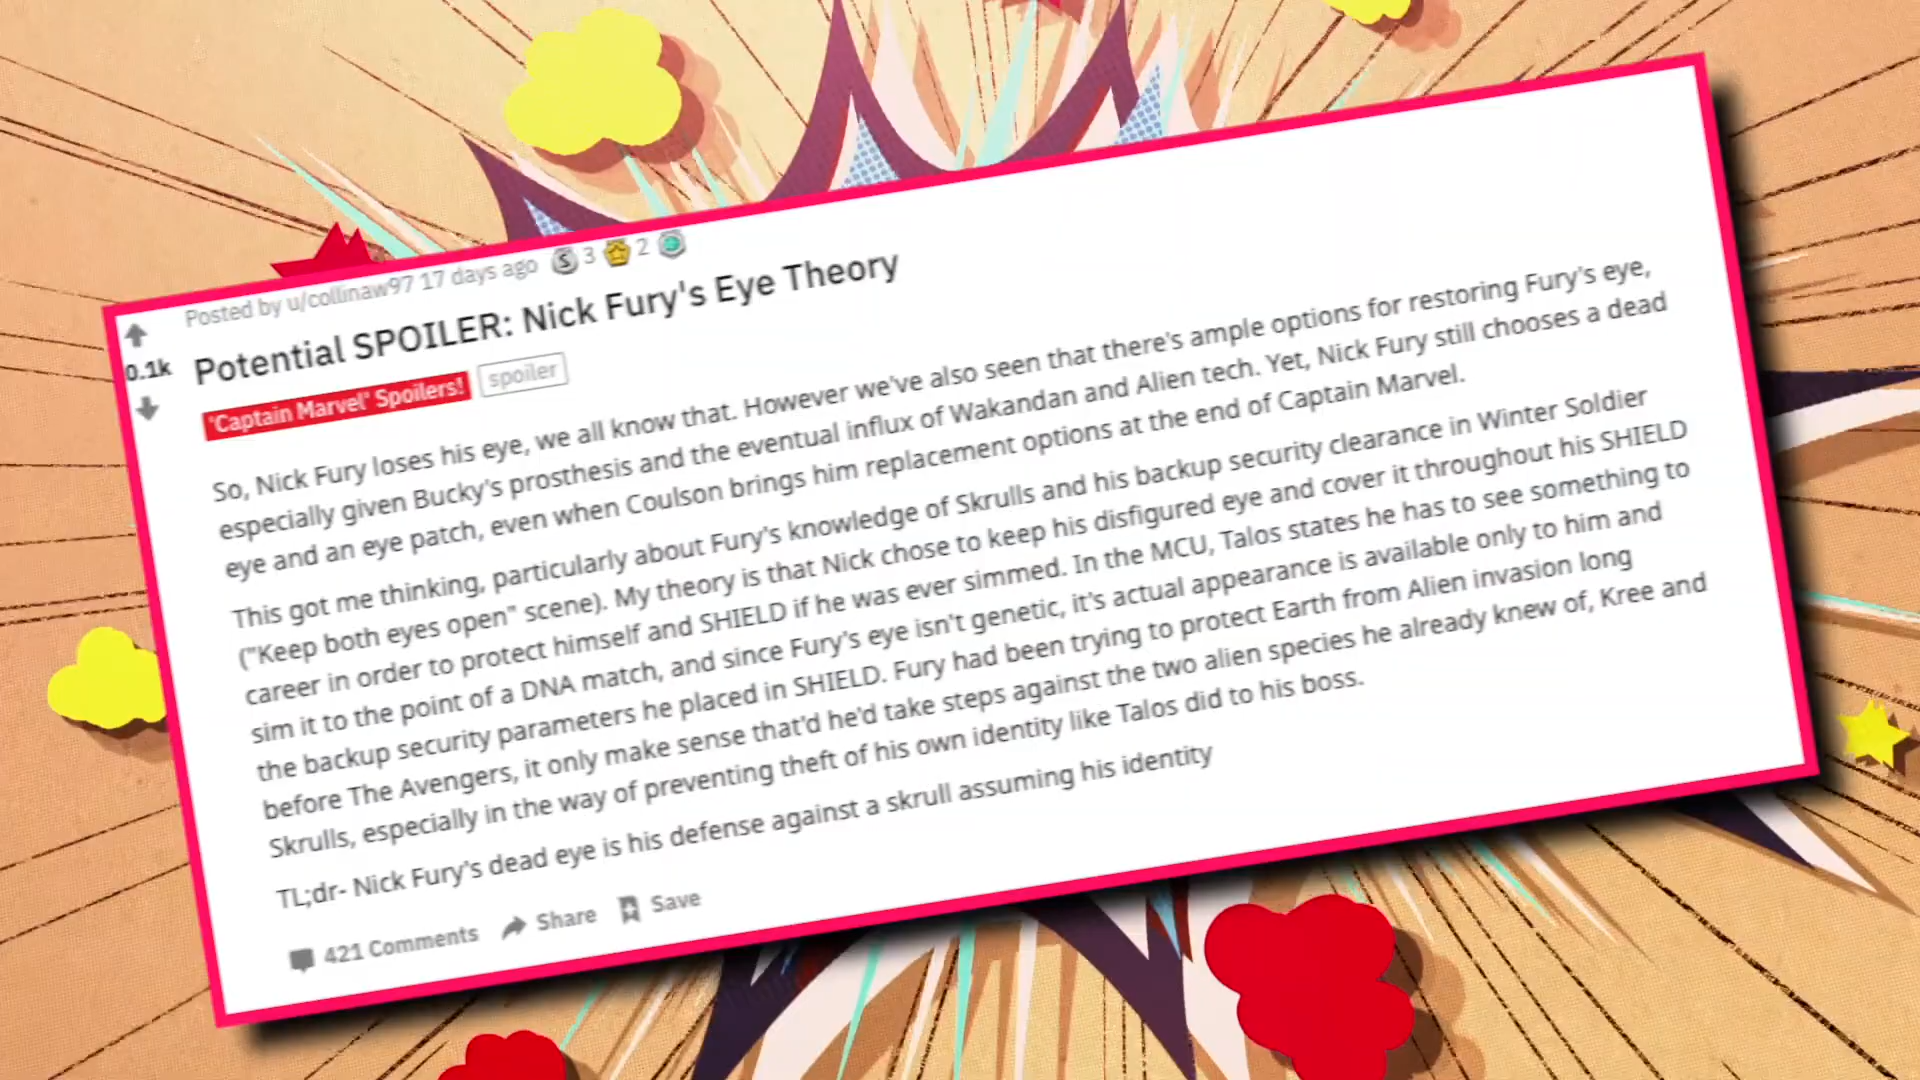 Posted by u/collinaw97 17 days ago 3 2
0.1k
Potential SPOILER: Nick Fury's Eye Theory
'Captain Marvel' Spoilers! spoiler
So, Nick Fury loses his eye, we all know that. However we've also seen that there's ample options for restoring Fury's eye,
especially given Bucky's prosthesis and the eventual influx of Wakandan and Alien tech. Yet, Nick Fury still chooses a dead
eye and an eye patch, even when Coulson brings him replacement options at the end of Captain Marvel.
This got me thinking, particularly about Fury's knowledge of Skrulls and his backup security clearance in Winter Soldier
("Keep both eyes open" scene). My theory is that Nick chose to keep his disfigured eye and cover it throughout his SHIELD
career in order to protect himself and SHIELD if he was ever simmed. In the MCU, Talos states he has to see something to
sim it to the point of a DNA match, and since Fury's eye isn't genetic, it's actual appearance is available only to him and
the backup security parameters he placed in SHIELD. Fury had been trying to protect Earth from Alien invasion long
before The Avengers, it only make sense that'd he'd take steps against the two alien species he already knew of, Kree and
Skrulls, especially in the way of preventing theft of his own identity like Talos did to his boss.
TL;dr- Nick Fury's dead eye is his defense against a skrull assuming his identity
421 Comments Share Save